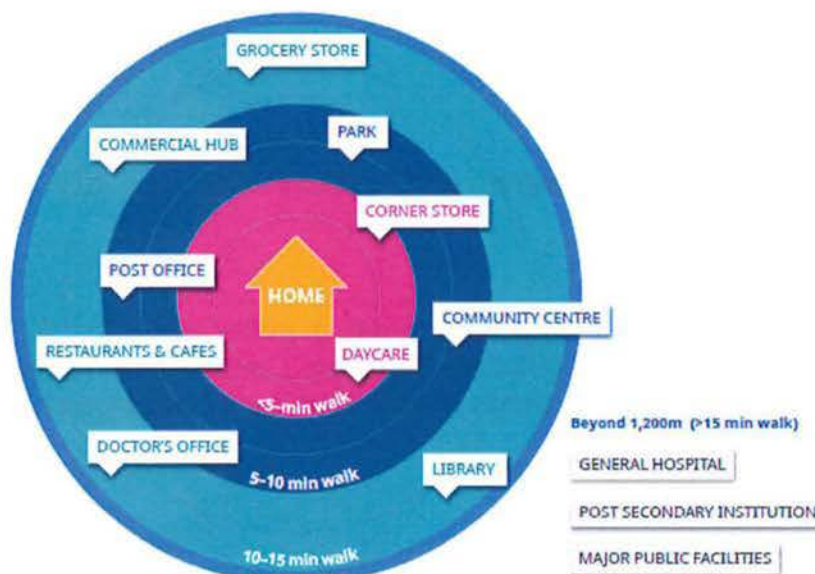 GROCERY STORE
PARK
COMMERCIAL HUB
CORNER STORE
POST OFFICE
HOME
COMMUNITY CENTRE
RESTAURANTS & CAFES
DAYCARE
<5-min walk
DOCTOR'S OFFICE
LIBRARY
5-10 min walk
10-15 min walk
Beyond 1,200m (>15 min walk)
GENERAL HOSPITAL
POST SECONDARY INSTITUTION
MAJOR PUBLIC FACILITIES